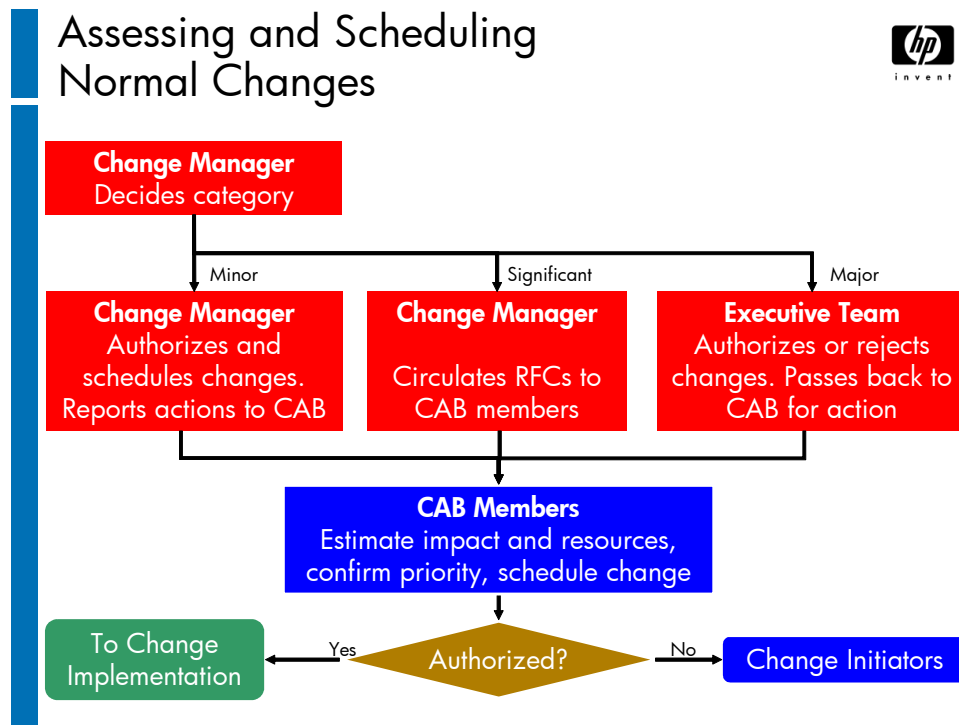 Assessing and Scheduling
Normal Changes
hp
invent
Change Manager
Decides category
Minor
Significant
Major
Change Manager
Authorizes and
schedules changes.
Reports actions to CAB
Change Manager
Circulates RFCs to
CAB members
Executive Team
Authorizes or rejects
changes. Passes back to
CAB for action
CAB Members
Estimate impact and resources,
confirm priority, schedule change
To Change
Implementation
Yes
Authorized?
No
Change Initiators